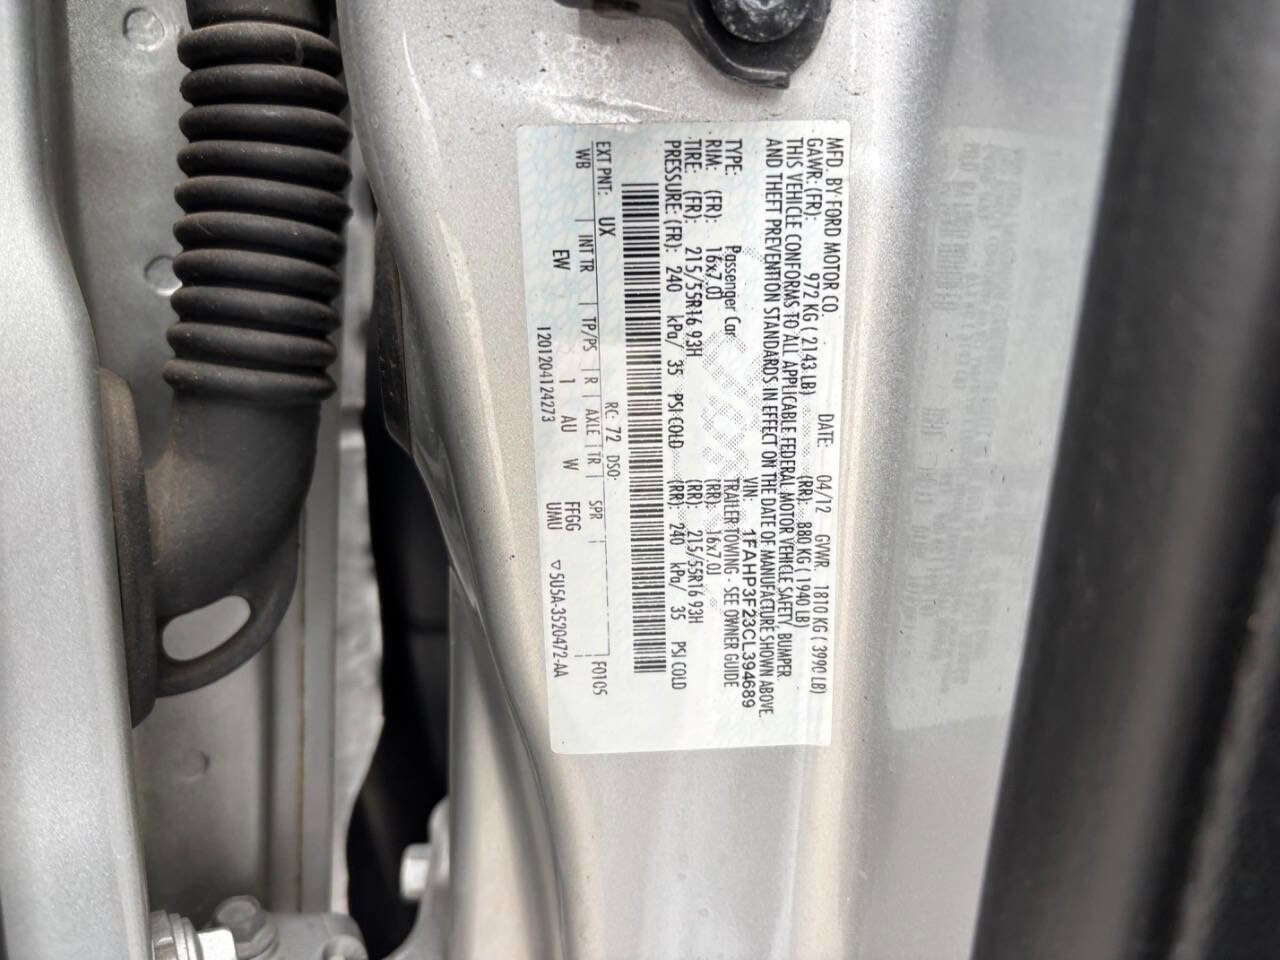 MFD. BY FORD MOTOR CO.
DATE: 04/12 GVWR: 1810 KG ( 3990 LB)
GAWR: (FR): 972 KG ( 2143 LB) (RR): 880 KG ( 1940 LB)
THIS VEHICLE CONFORMS TO ALL APPLICABLE FEDERAL MOTOR VEHICLE SAFETY, BUMPER
AND THEFT PREVENTION STANDARDS IN EFFECT ON THE DATE OF MANUFACTURE SHOWN ABOVE.
VIN: 1FAHP3F23CL394689
TYPE: Passenger Car TRAILER TOWING - SEE OWNER GUIDE
RIM: (FR): 16x7.0J (RR): 16x7.0J
TIRE: (FR): 215/55R16 93H (RR): 215/55R16 93H
PRESSURE: (FR): 240 kPa/ 35 PSI COLD (RR): 240 kPa/ 35 PSI COLD
RC: 72 DSO:
EXT PNT: UX F0105
WB INT TR TP/PS R AXLE TR SPR
EW 1 AU W FFGG
UMU
1201204124273
▽5U5A-3520472-AA